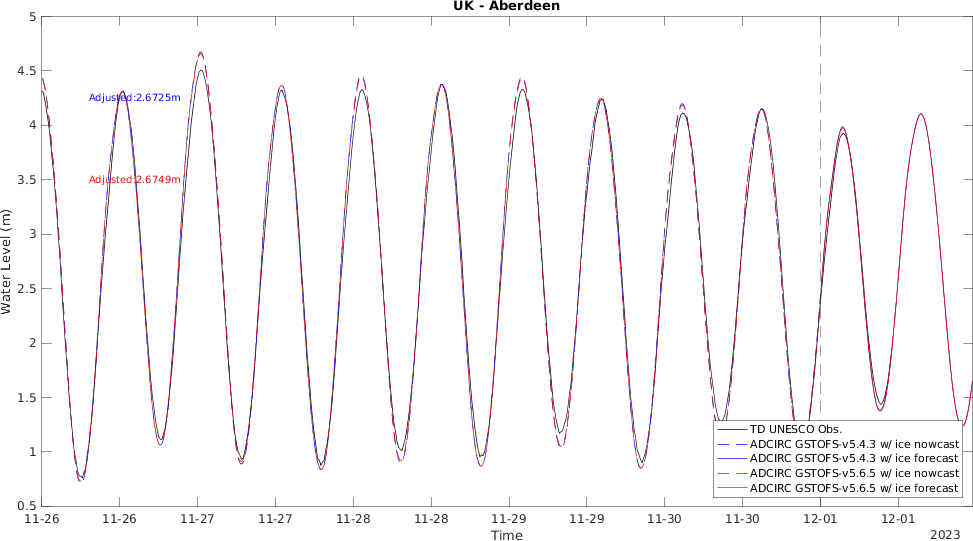 UK - Aberdeen
5
4.5
4
3.5
3
2.5
2
1.5
1
0.5
Water Level (m)
Adjusted:2.6725m
Adjusted:2.6749m
TD UNESCO Obs.
ADCIRC GSTOFS-v5.4.3 w/ ice nowcast
ADCIRC GSTOFS-v5.4.3 w/ ice forecast
ADCIRC GSTOFS-v5.6.5 w/ ice nowcast
ADCIRC GSTOFS-v5.6.5 w/ ice forecast
11-26 11-26 11-27 11-27 11-28 11-28 11-29 11-29 11-30 11-30 12-01 12-01
Time
2023